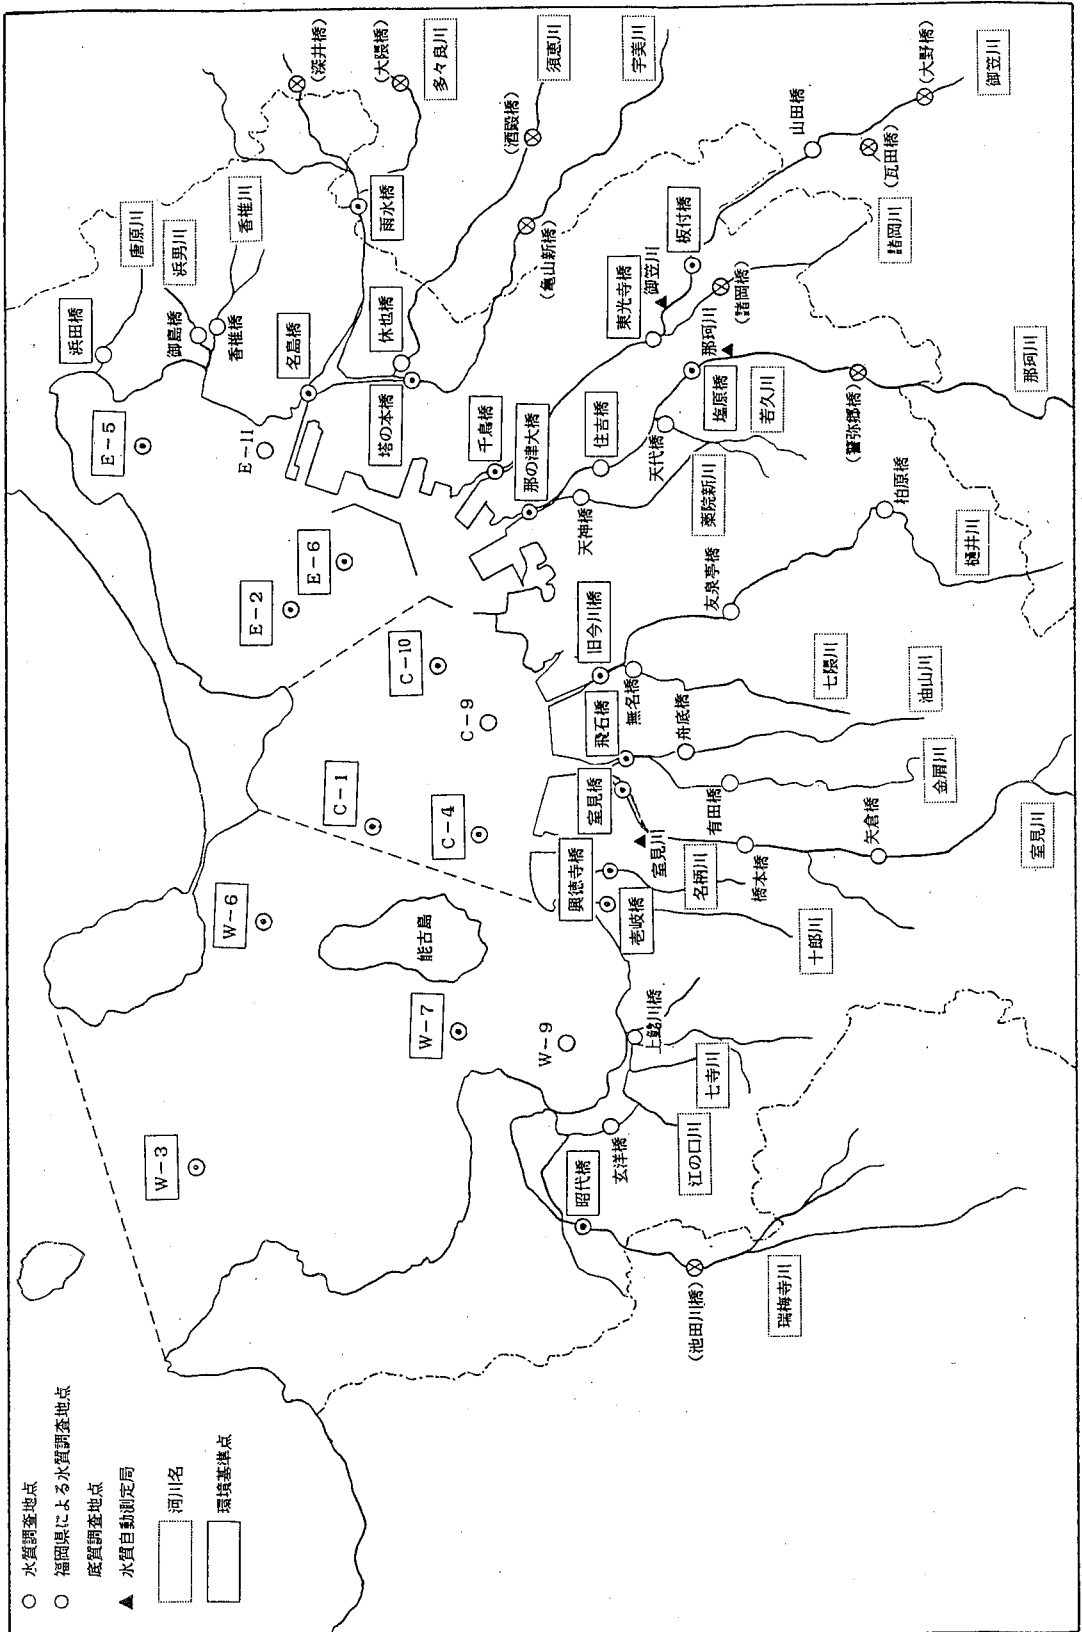 ○ 水質調査地点
○ 福岡県による水質調査地点
底質調査地点
▲ 水質自動測定局
河川名
環境基準点
W-3
W-6
W-7
W-9
C-1
C-4
C-9
C-10
E-2
E-6
E-5
E-11
能古島
浜田橋
唐原川
浜男川
御島橋
香椎川
香椎橋
名島橋
雨水橋
(深井橋)
(大隈橋)
多々良川
休也橋
塔の本橋
(酒殿橋)
須恵川
(亀山新橋)
宇美川
千鳥橋
東光寺橋
御笠川
板付橋
山田橋
(大野橋)
(瓦田橋)
御笠川
(諸岡橋)
諸岡川
那の津大橋
住吉橋
天神橋
天代橋
塩原橋
那珂川
若久川
薬院新川
(警弥郷橋)
那珂川
旧今川橋
無名橋
友泉亭橋
柏原橋
樋井川
七隈川
飛石橋
舟底橋
油山川
金屑川
有田橋
室見橋
室見川
橋本橋
矢倉橋
室見川
興徳寺橋
名柄川
壱岐橋
十郎川
上鯰川橋
七寺川
江の口川
玄洋橋
昭代橋
(池田川橋)
瑞梅寺川